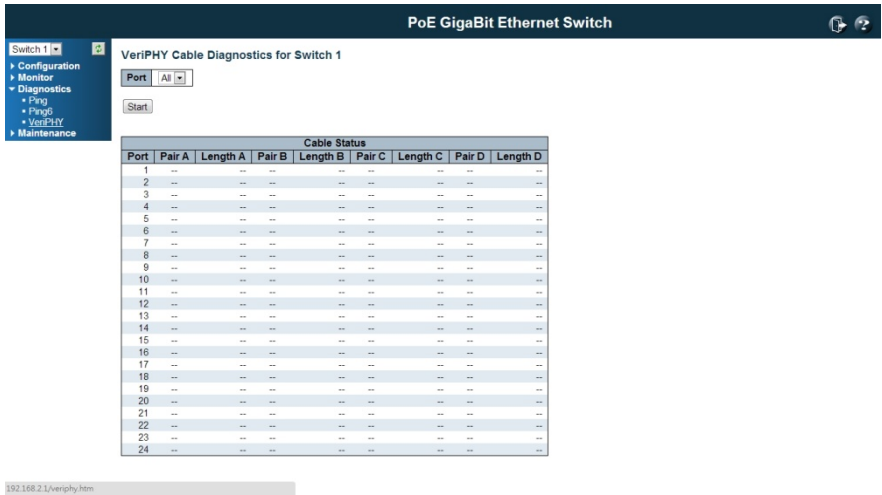 PoE GigaBit Ethernet Switch
Switch 1
Configuration
Monitor
Diagnostics
Ping
Ping6
VeriPHY
Maintenance
VeriPHY Cable Diagnostics for Switch 1
Port All
Start
Cable Status
Port Pair A Length A Pair B Length B Pair C Length C Pair D Length D
1 -- -- -- -- -- -- -- --
2 -- -- -- -- -- -- -- --
3 -- -- -- -- -- -- -- --
4 -- -- -- -- -- -- -- --
5 -- -- -- -- -- -- -- --
6 -- -- -- -- -- -- -- --
7 -- -- -- -- -- -- -- --
8 -- -- -- -- -- -- -- --
9 -- -- -- -- -- -- -- --
10 -- -- -- -- -- -- -- --
11 -- -- -- -- -- -- -- --
12 -- -- -- -- -- -- -- --
13 -- -- -- -- -- -- -- --
14 -- -- -- -- -- -- -- --
15 -- -- -- -- -- -- -- --
16 -- -- -- -- -- -- -- --
17 -- -- -- -- -- -- -- --
18 -- -- -- -- -- -- -- --
19 -- -- -- -- -- -- -- --
20 -- -- -- -- -- -- -- --
21 -- -- -- -- -- -- -- --
22 -- -- -- -- -- -- -- --
23 -- -- -- -- -- -- -- --
24 -- -- -- -- -- -- -- --
192.168.2.1/veriphy.htm